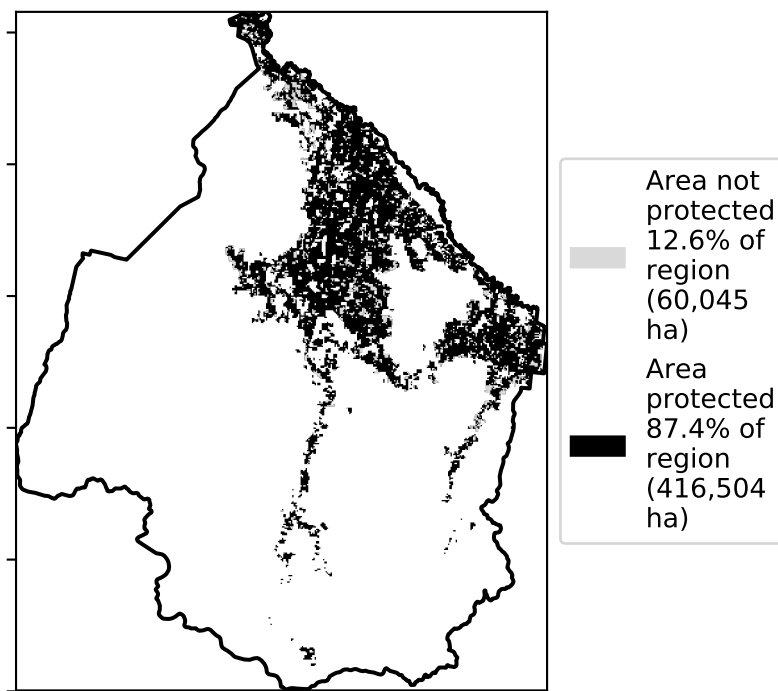 Area not
protected
12.6% of
region
(60,045
ha)
Area
protected
87.4% of
region
(416,504
ha)